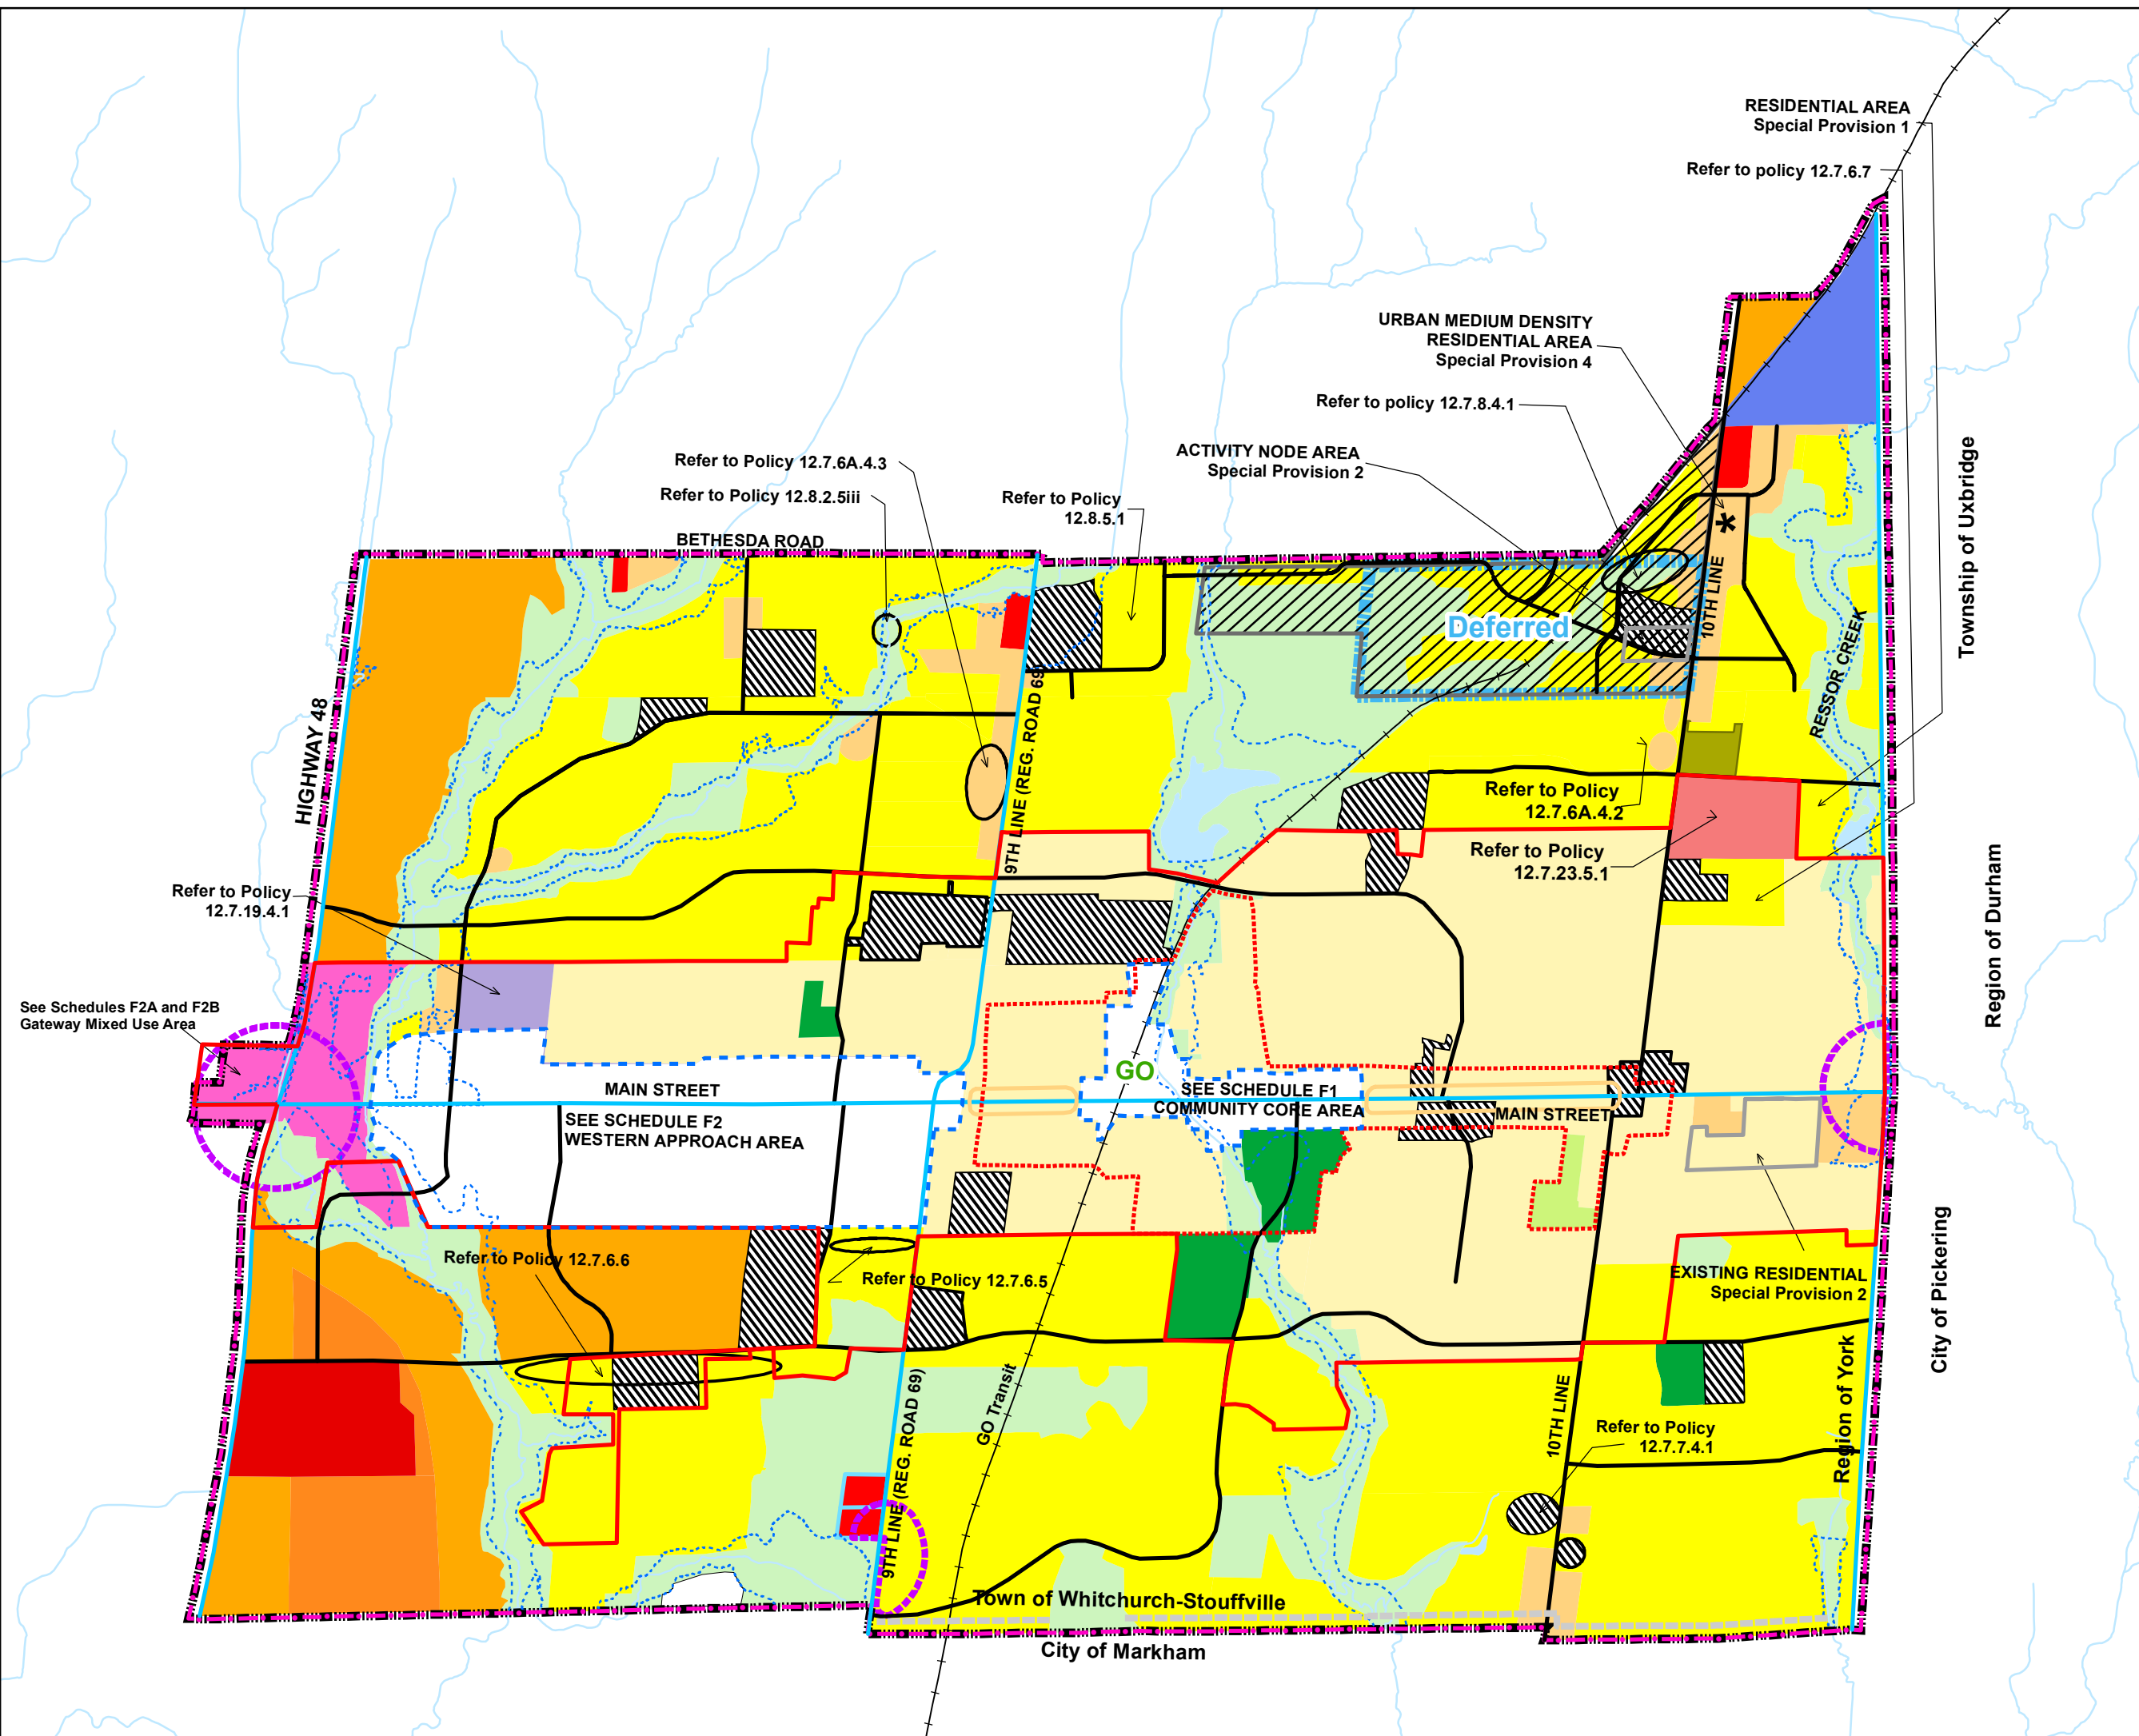 RESIDENTIAL AREA
Special Provision 1
Refer to policy 12.7.6.7
URBAN MEDIUM DENSITY
RESIDENTIAL AREA
Special Provision 4
Refer to policy 12.7.8.4.1
ACTIVITY NODE AREA
Special Provision 2
Refer to Policy 12.7.6A.4.3
Refer to Policy 12.8.2.5iii
Refer to Policy
12.8.5.1
BETHESDA ROAD
Township of Uxbridge
*
10TH LINE
Deferred
RESSOR CREEK
HIGHWAY 48
9TH LINE (REG. ROAD 69)
Refer to Policy
12.7.6A.4.2
Refer to Policy
12.7.23.5.1
Refer to Policy
12.7.19.4.1
Region of Durham
See Schedules F2A and F2B
Gateway Mixed Use Area
GO
MAIN STREET
SEE SCHEDULE F1
COMMUNITY CORE AREA
MAIN STREET
SEE SCHEDULE F2
WESTERN APPROACH AREA
City of Pickering
Refer to Policy 12.7.6.6
Refer to Policy 12.7.6.5
EXISTING RESIDENTIAL
Special Provision 2
Region of York
GO Transit
9TH LINE (REG. ROAD 69)
10TH LINE
Refer to Policy
12.7.7.4.1
Town of Whitchurch-Stouffville
City of Markham